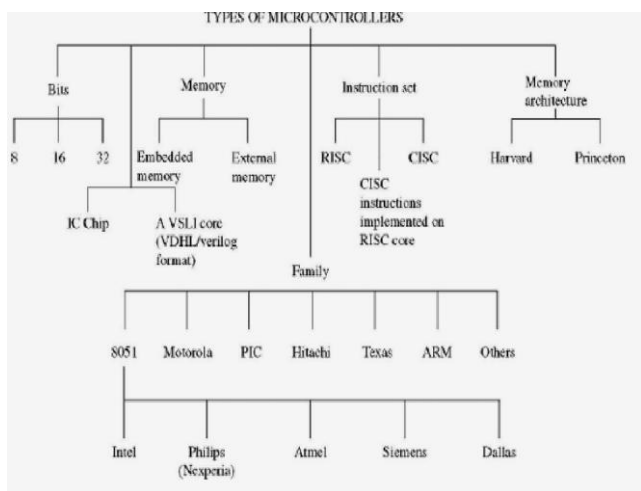 TYPES OF MICROCONTROLLERS
Bits
Memory
Instruction set
Memory
architecture
8
16
32
Embedded
memory
External
memory
RISC
CISC
CISC
instructions
implemented on
RISC core
Harvard
Princeton
IC Chip
A VSLI core
(VDHL/verilog
format)
Family
8051
Motorola
PIC
Hitachi
Texas
ARM
Others
Intel
Philips
(Nexperia)
Atmel
Siemens
Dallas